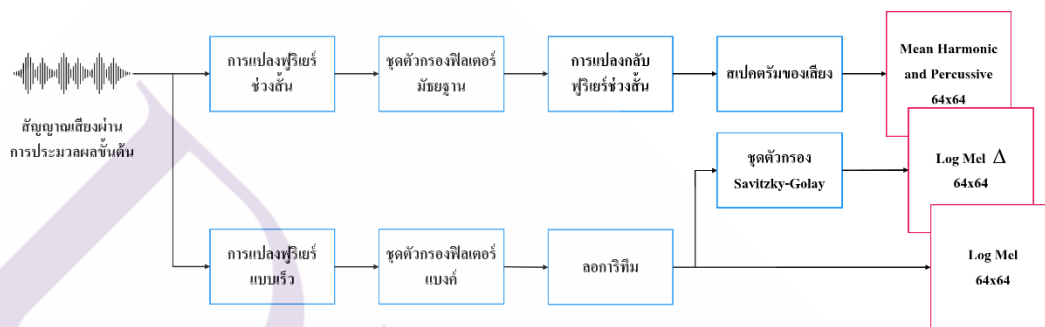 สัญญาณเสียงผ่าน
การประมวลผลขั้นต้น
การแปลงฟูริยร์
ช่วงสั้น
ชุดตัวกรองฟิลเตอร์
มัธยฐาน
การแปลงกลับ
ฟูริยร์ช่วงสั้น
สเปคตรัมของเสียง
Mean Harmonic
and Percussive
64x64
ชุดตัวกรอง
Savitzky-Golay
Log Mel Δ
64x64
การแปลงฟูริยร์
แบบเร็ว
ชุดตัวกรองฟิลเตอร์
แบงค์
ลอการิทึม
Log Mel
64x64